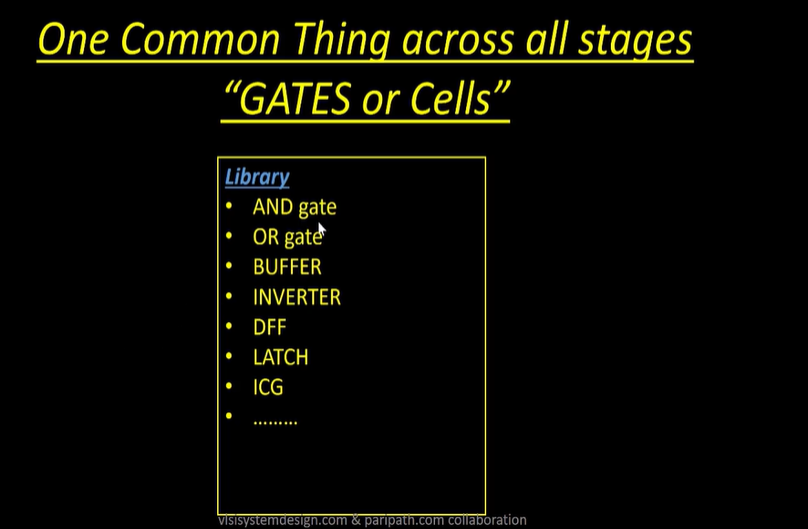 One Common Thing across all stages
“GATES or Cells”
Library
• AND gate
• OR gate
• BUFFER
• INVERTER
• DFF
• LATCH
• ICG
• .........
vlsisystemdesign.com & paripath.com collaboration